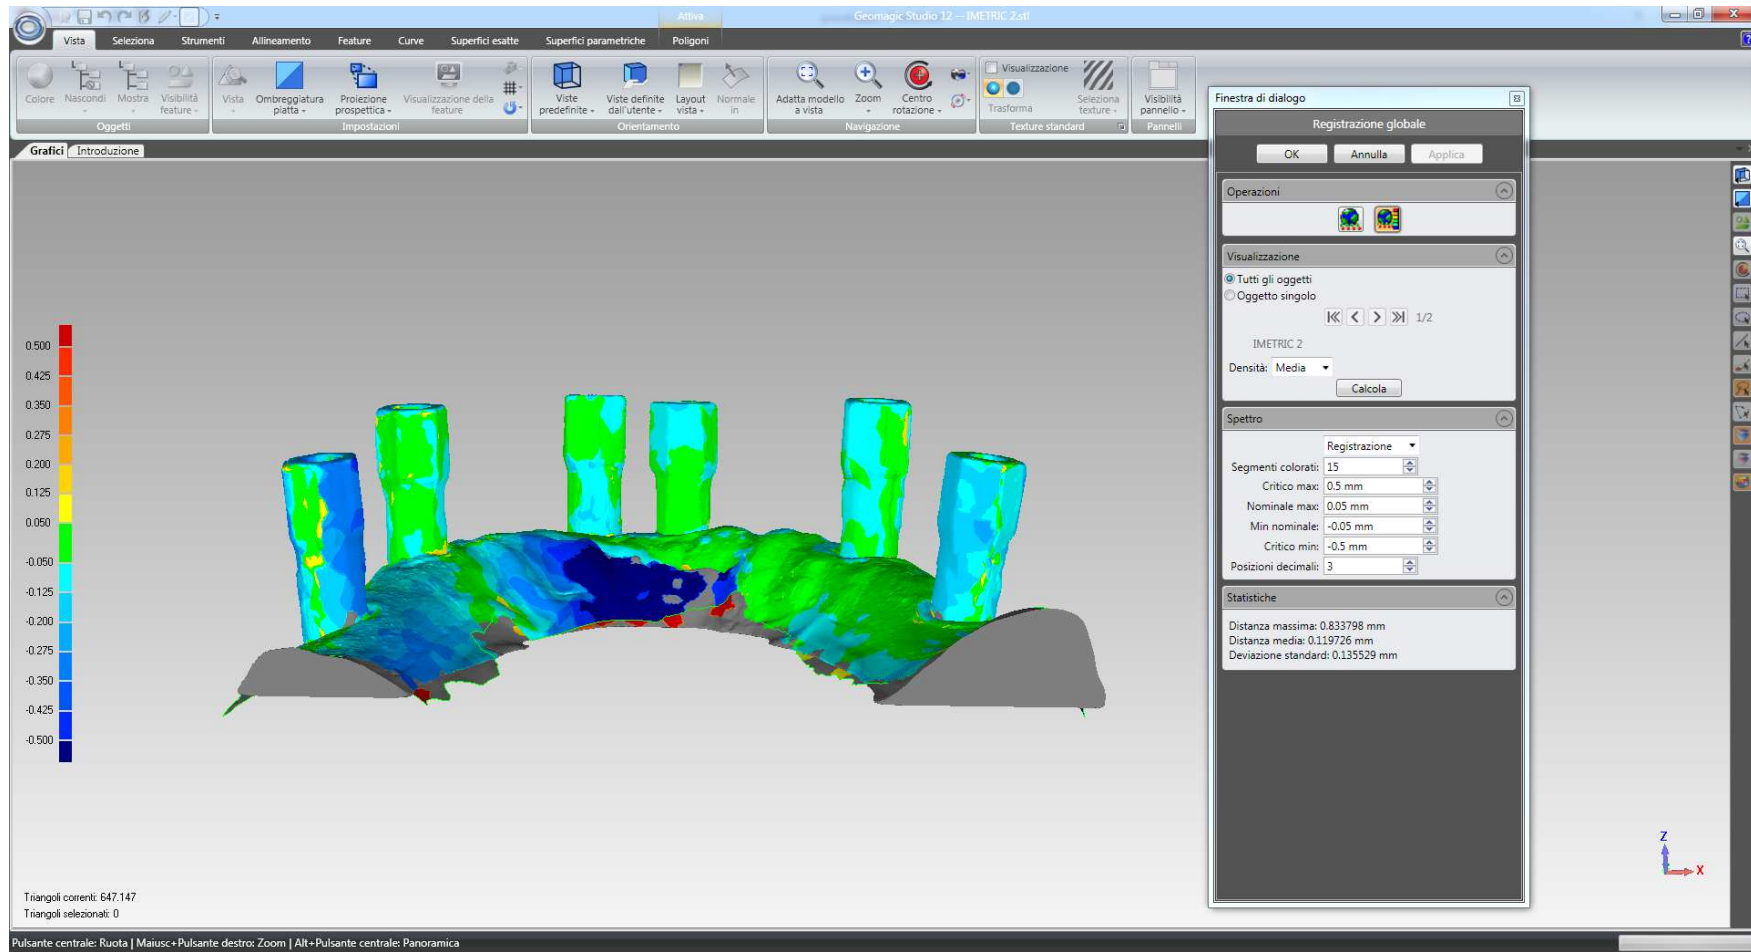 Attiva
Geomagic Studio 12 -- IMETRIC 2.stl
Vista Seleziona Strumenti Allineamento Feature Curve Superfici esatte Superfici parametriche Poligoni
Colore Nascondi Mostra Visibilità feature
Oggetti
Vista Ombreggiatura piatta Proiezione prospettica Visualizzazione della feature
Impostazioni
Viste predefinite Viste definite dall'utente Layout vista Normale in
Orientamento
Adatta modello a vista Zoom Centro rotazione
Navigazione
Visualizzazione
Trasforma Seleziona texture
Texture standard
Visibilità pannello
Pannelli
Grafici Introduzione
0.500
0.425
0.350
0.275
0.200
0.125
0.050
-0.050
-0.125
-0.200
-0.275
-0.350
-0.425
-0.500
Finestra di dialogo
Registrazione globale
OK Annulla Applica
Operazioni
Visualizzazione
Tutti gli oggetti
Oggetto singolo
1/2
IMETRIC 2
Densità: Media
Calcola
Spettro
Registrazione
Segmenti colorati: 15
Critico max: 0.5 mm
Nominale max: 0.05 mm
Min nominale: -0.05 mm
Critico min: -0.5 mm
Posizioni decimali: 3
Statistiche
Distanza massima: 0.833798 mm
Distanza media: 0.119726 mm
Deviazione standard: 0.135529 mm
Z
X
Triangoli correnti: 647.147
Triangoli selezionati: 0
Pulsante centrale: Ruota | Maiusc+Pulsante destro: Zoom | Alt+Pulsante centrale: Panoramica